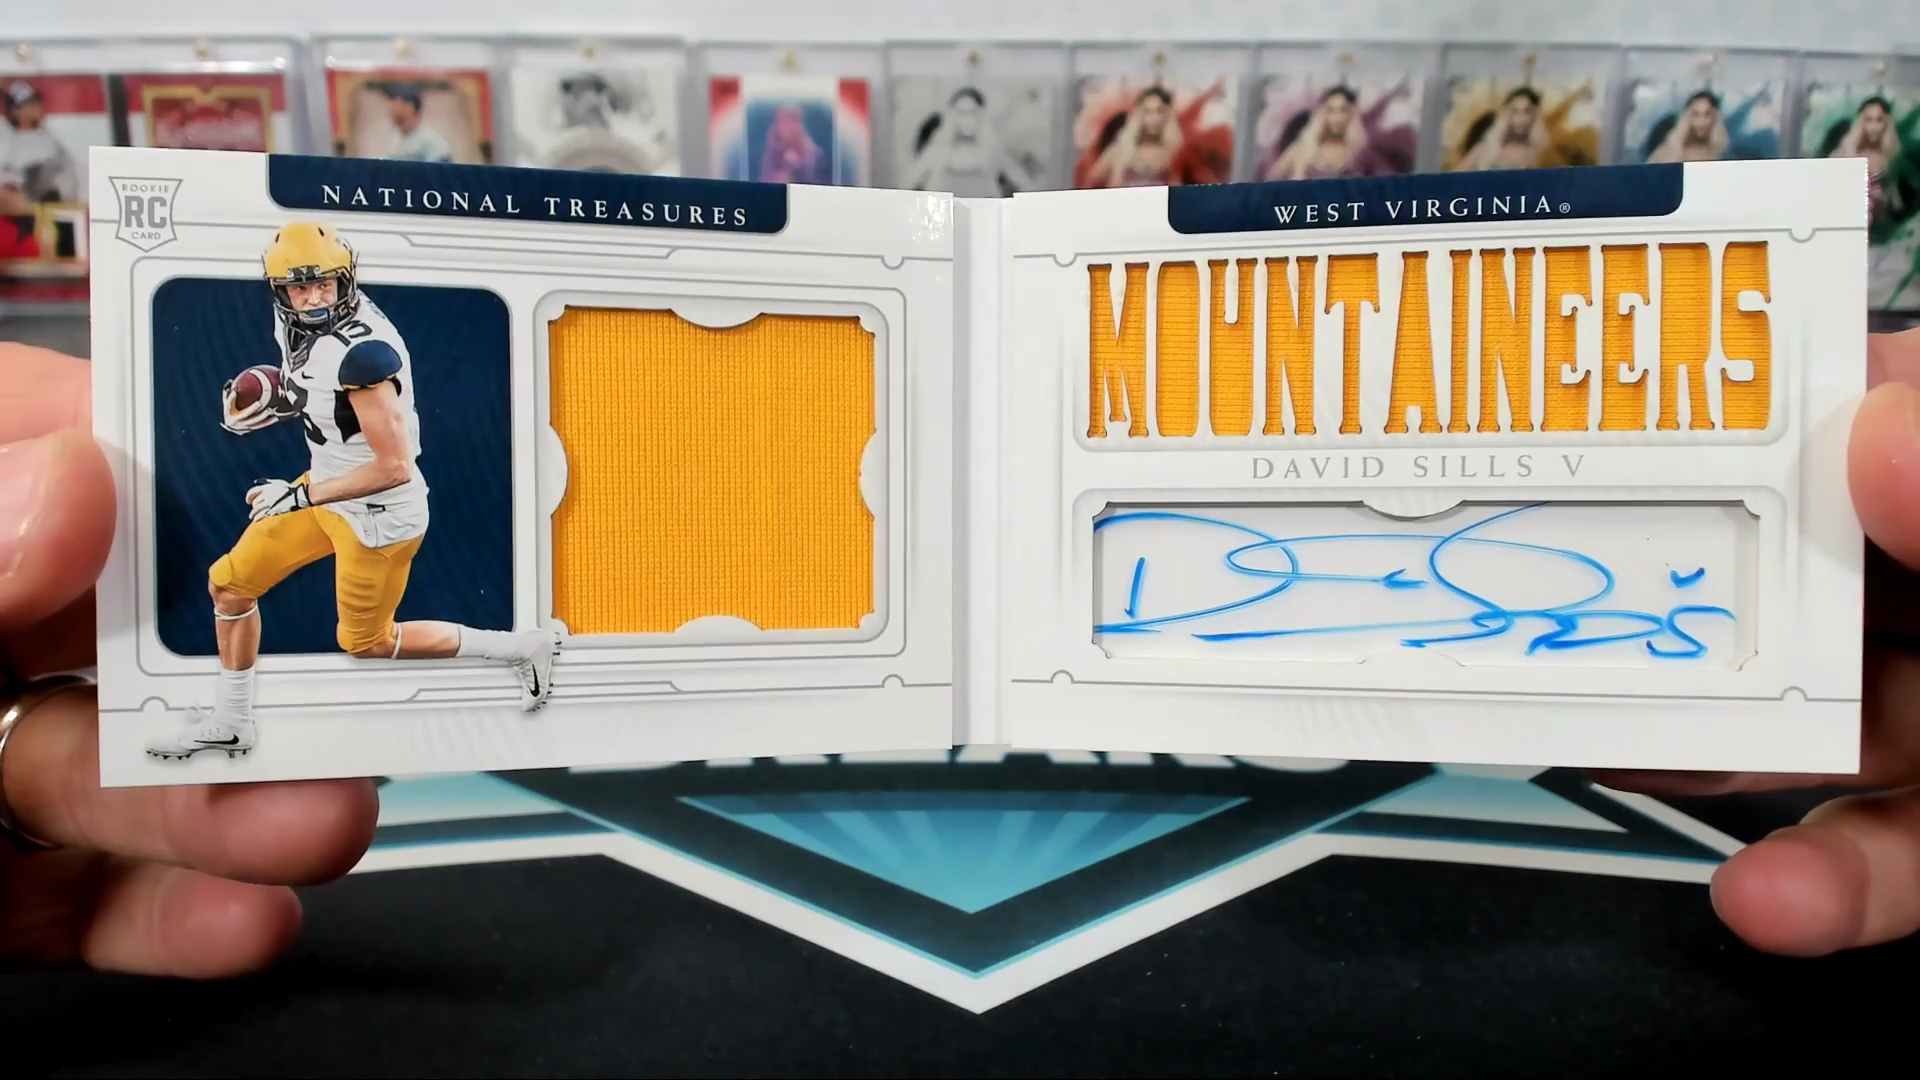 ROOKIE
RC
CARD
NATIONAL TREASURES
WEST VIRGINIA®
MOUNTAINEERS
DAVID SILLS V